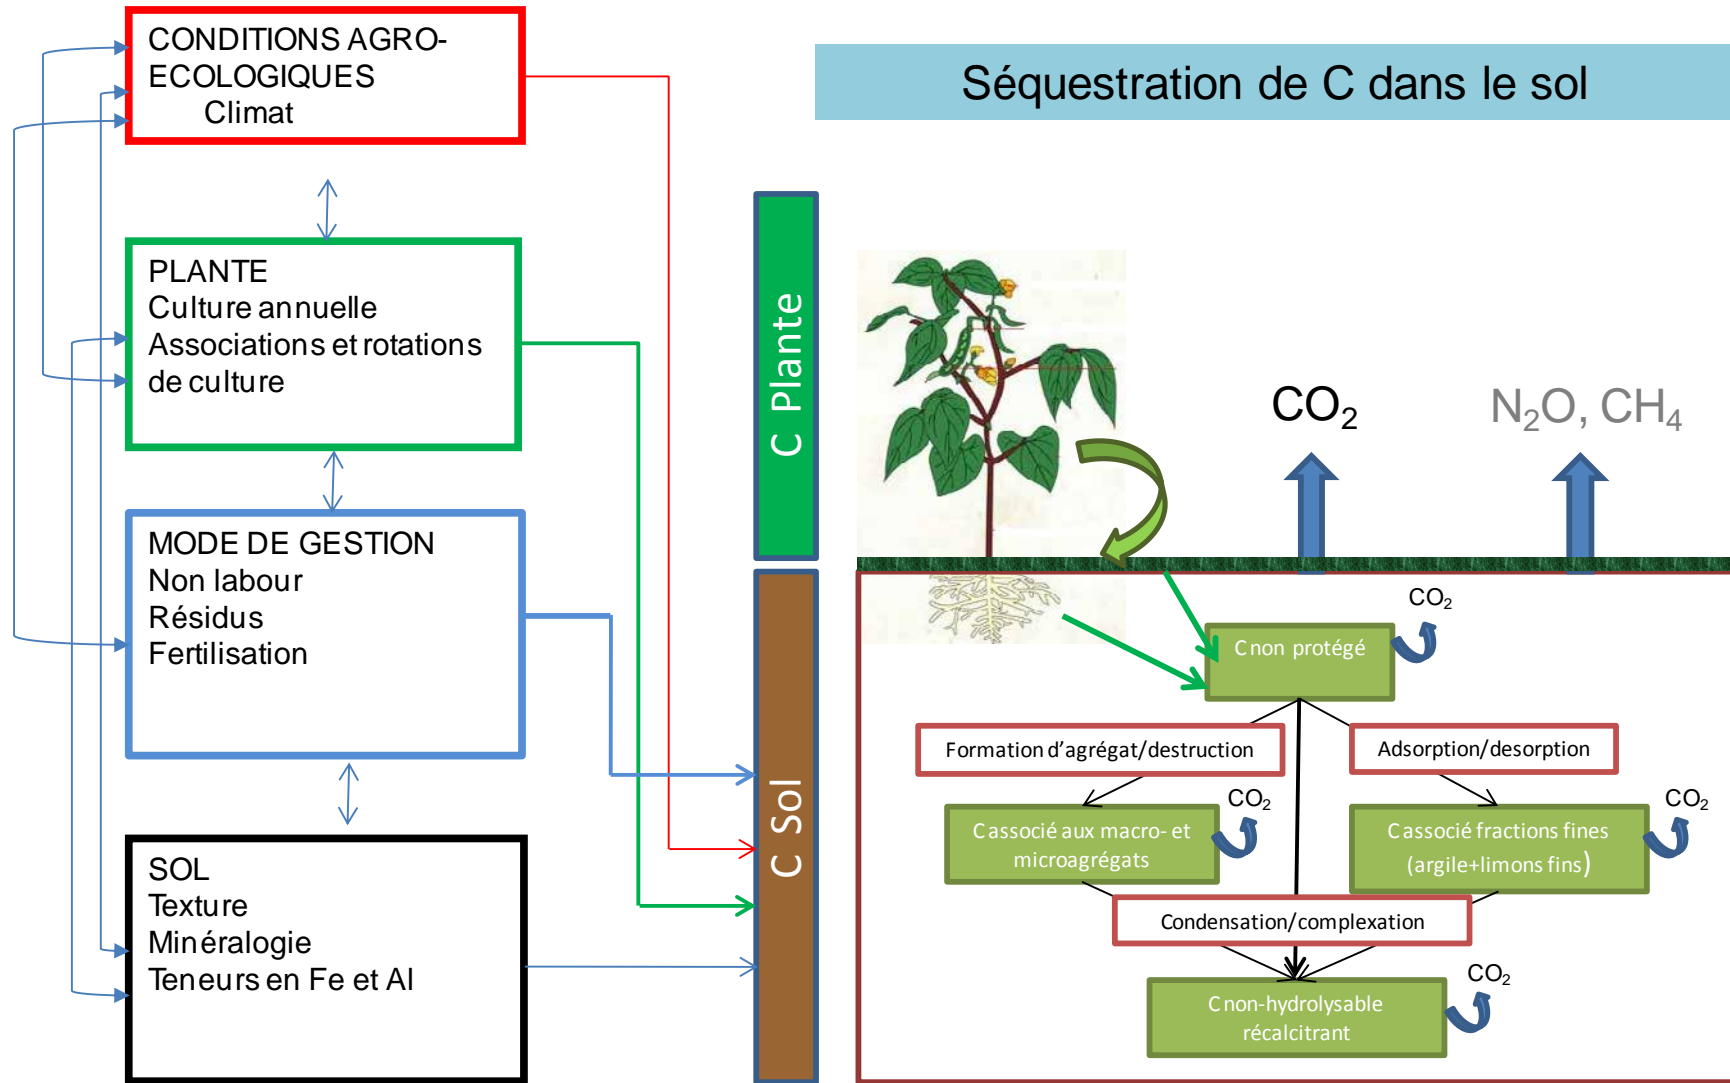 CONDITIONS AGRO-
ECOLOGIQUES
Climat
Séquestration de C dans le sol
PLANTE
Culture annuelle
Associations et rotations
de culture
MODE DE GESTION
Non labour
Résidus
Fertilisation
SOL
Texture
Minéralogie
Teneurs en Fe et Al
C Plante
C Sol
CO₂
N₂O, CH₄
C non protégé
CO₂
Formation d'agrégat/destruction
Adsorption/desorption
C associé aux macro- et
microagrégats
CO₂
C associé fractions fines
(argile+limons fins)
CO₂
Condensation/complexation
C non-hydrolysable
récalcitrant
CO₂